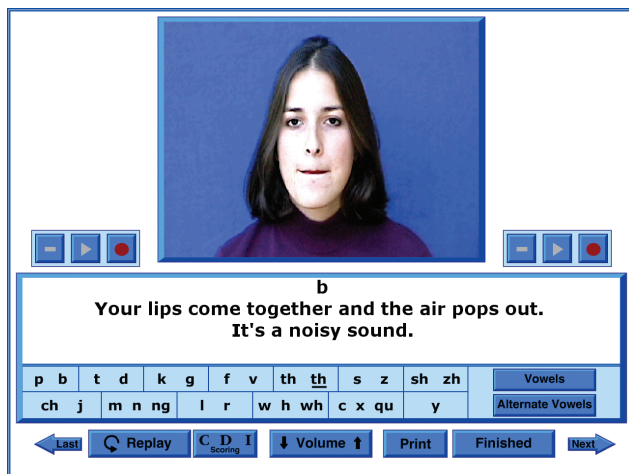 b
Your lips come together and the air pops out.
It's a noisy sound.
p b t d k g f v th th s z sh zh Vowels
ch j m n ng l r w h wh c x qu y Alternate Vowels
Last Replay C D I Scoring Volume Print Finished Next